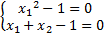 x₁² − 1 = 0
x₁ + x₂ − 1 = 0